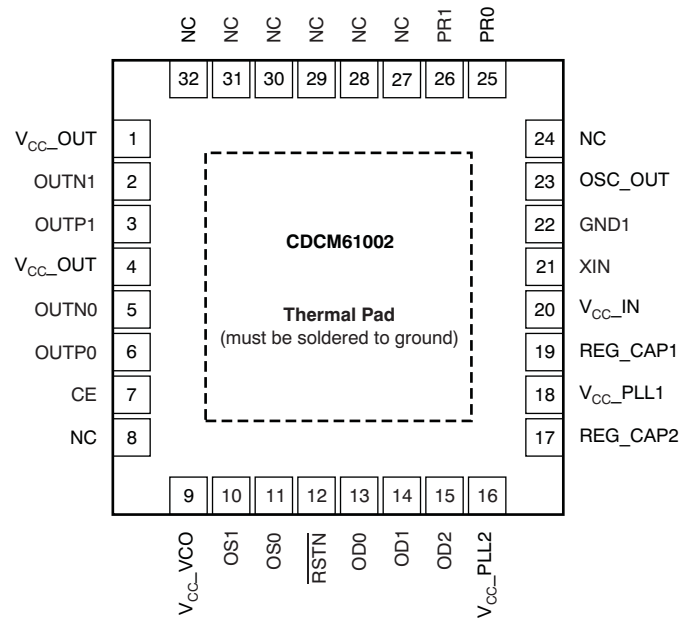 NC
NC
NC
NC
NC
NC
PR1
PR0
32 31 30 29 28 27 26 25
V_CC_OUT 1
OUTN1 2
OUTP1 3
V_CC_OUT 4
OUTN0 5
OUTP0 6
CE 7
NC 8
CDCM61002
Thermal Pad
(must be soldered to ground)
24 NC
23 OSC_OUT
22 GND1
21 XIN
20 V_CC_IN
19 REG_CAP1
18 V_CC_PLL1
17 REG_CAP2
9 10 11 12 13 14 15 16
V_CC_VCO
OS1
OS0
RSTN
OD0
OD1
OD2
V_CC_PLL2